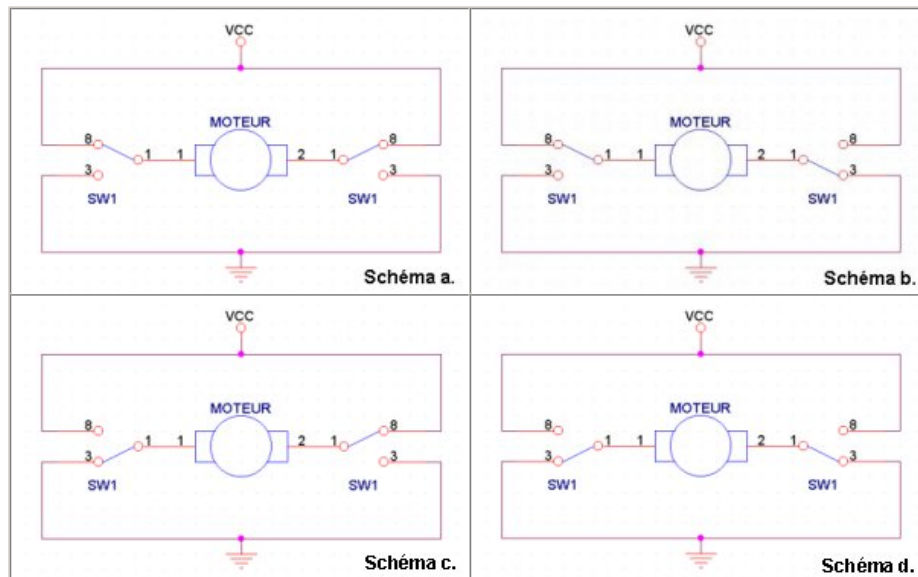 VCC
MOTEUR
8 8
1 1 2 1
3 3
SW1 SW1
Schéma a.
VCC
MOTEUR
8 8
1 1 2 1
3 3
SW1 SW1
Schéma b.
VCC
MOTEUR
8 8
1 1 2 1
3 3
SW1 SW1
Schéma c.
VCC
MOTEUR
8 8
1 1 2 1
3 3
SW1 SW1
Schéma d.